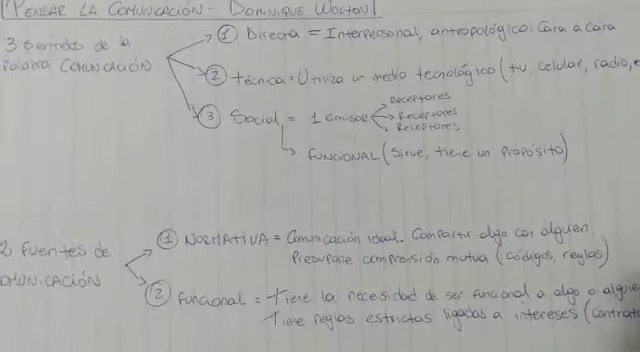 "PENSAR LA COMUNICACIÓN - DOMINIQUE WOLTON"
3 sentidos de la palabra COMUNICACIÓN
① Directa = Interpersonal, antropológico. Cara a cara
② Técnica = Utiliza un medio tecnológico (tv, celular, radio,
③ Social = 1 Emisor
Receptores
Receptores
Receptores
FUNCIONAL (sirve, tiene un propósito)
2 Fuentes de
COMUNICACIÓN
① NORMATIVA = Comunicación ideal. Compartir algo con alguien.
Presupone comprensión mutua (códigos, reglas)
② Funcional = Tiene la necesidad de ser funcional a algo o alguien
Tiene reglas estrictas ligadas a intereses (contrato